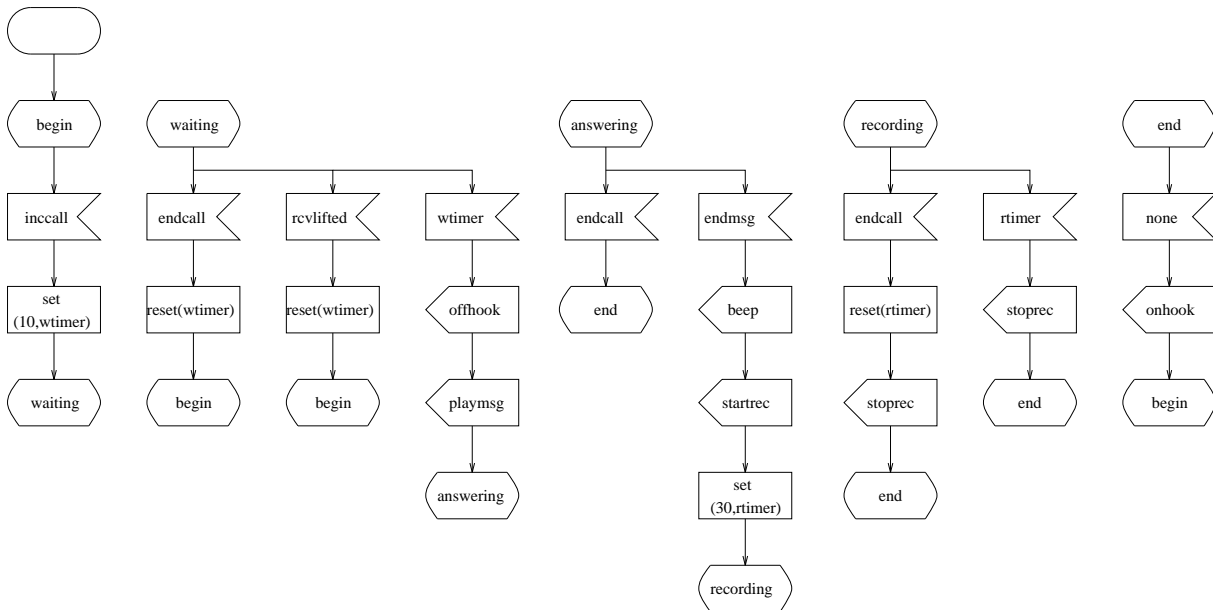 begin
waiting
answering
recording
end
inccall
endcall
rcvlifted
wtimer
endcall
endmsg
endcall
rtimer
none
set
(10,wtimer)
reset(wtimer)
reset(wtimer)
offhook
end
beep
reset(rtimer)
stoprec
onhook
waiting
begin
begin
playmsg
startrec
stoprec
end
begin
answering
set
(30,rtimer)
end
recording